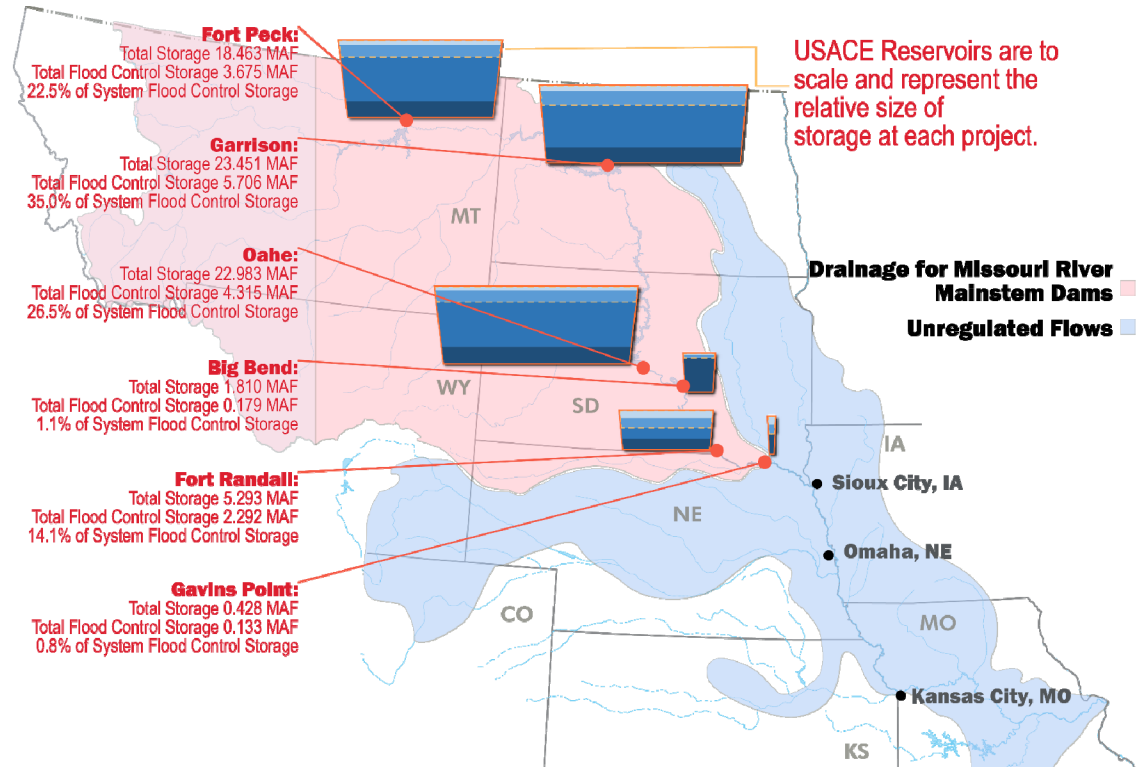 Fort Peck:
Total Storage 18.463 MAF
Total Flood Control Storage 3.675 MAF
22.5% of System Flood Control Storage
USACE Reservoirs are to
scale and represent the
relative size of
storage at each project.
Garrison:
Total Storage 23.451 MAF
Total Flood Control Storage 5.706 MAF
35.0% of System Flood Control Storage
MT
Oahe:
Total Storage 22.983 MAF
Total Flood Control Storage 4.315 MAF
26.5% of System Flood Control Storage
Drainage for Missouri River
Mainstem Dams
Unregulated Flows
Big Bend:
Total Storage 1.810 MAF
Total Flood Control Storage 0.179 MAF
1.1% of System Flood Control Storage
WY
SD
IA
Fort Randall:
Total Storage 5.293 MAF
Total Flood Control Storage 2.292 MAF
14.1% of System Flood Control Storage
Sioux City, IA
NE
Omaha, NE
Gavins Point:
Total Storage 0.428 MAF
Total Flood Control Storage 0.133 MAF
0.8% of System Flood Control Storage
CO
MO
Kansas City, MO
KS